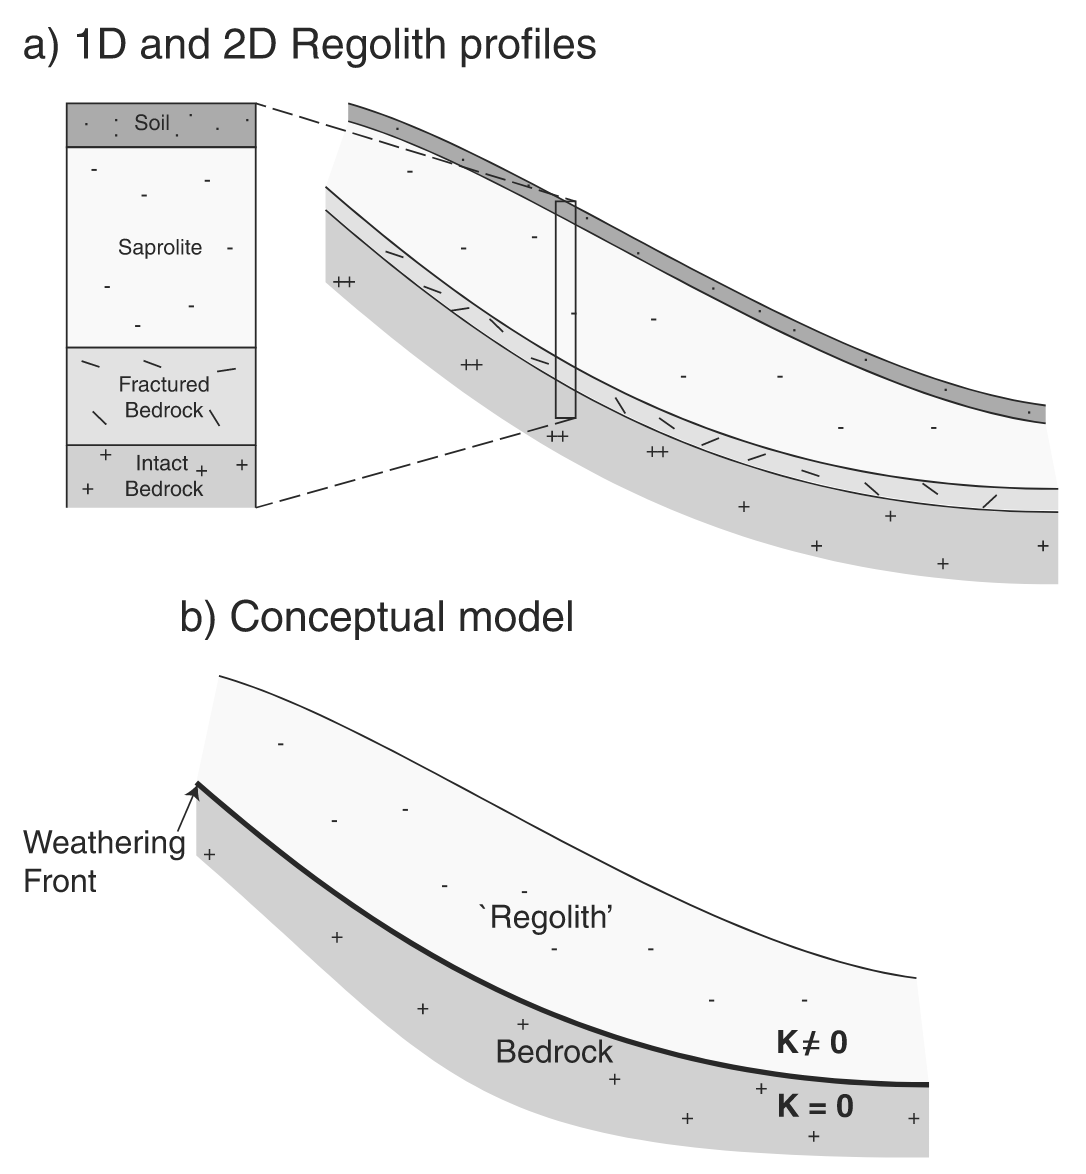 a) 1D and 2D Regolith profiles
Soil
Saprolite
Fractured
Bedrock
Intact
Bedrock
b) Conceptual model
Weathering
Front
`Regolith’
Bedrock
K ≠ 0
K = 0